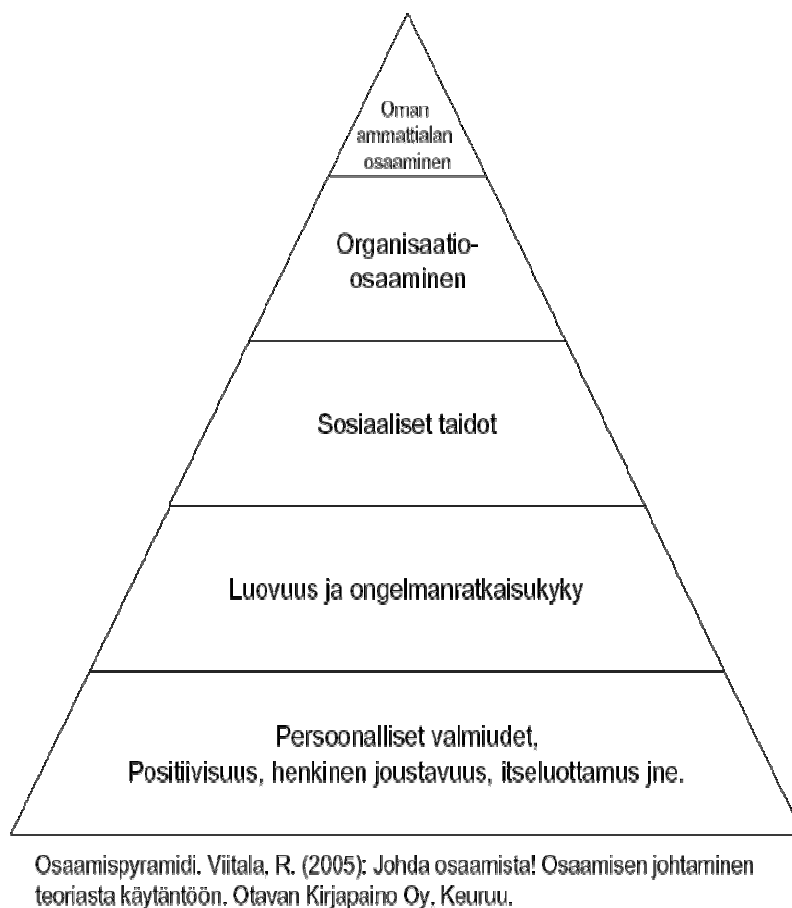 Oman
ammattialan
osaaminen
Organisaatio-
osaaminen
Sosiaaliset taidot
Luovuus ja ongelmanratkaisukyky
Persoonalliset valmiudet,
Positiivisuus, henkinen joustavuus, itseluottamus jne.
Osaamispyramidi. Viitala, R. (2005): Johda osaamista! Osaamisen johtaminen
teoriasta käytäntöön. Otavan Kirjapaino Oy, Keuruu.